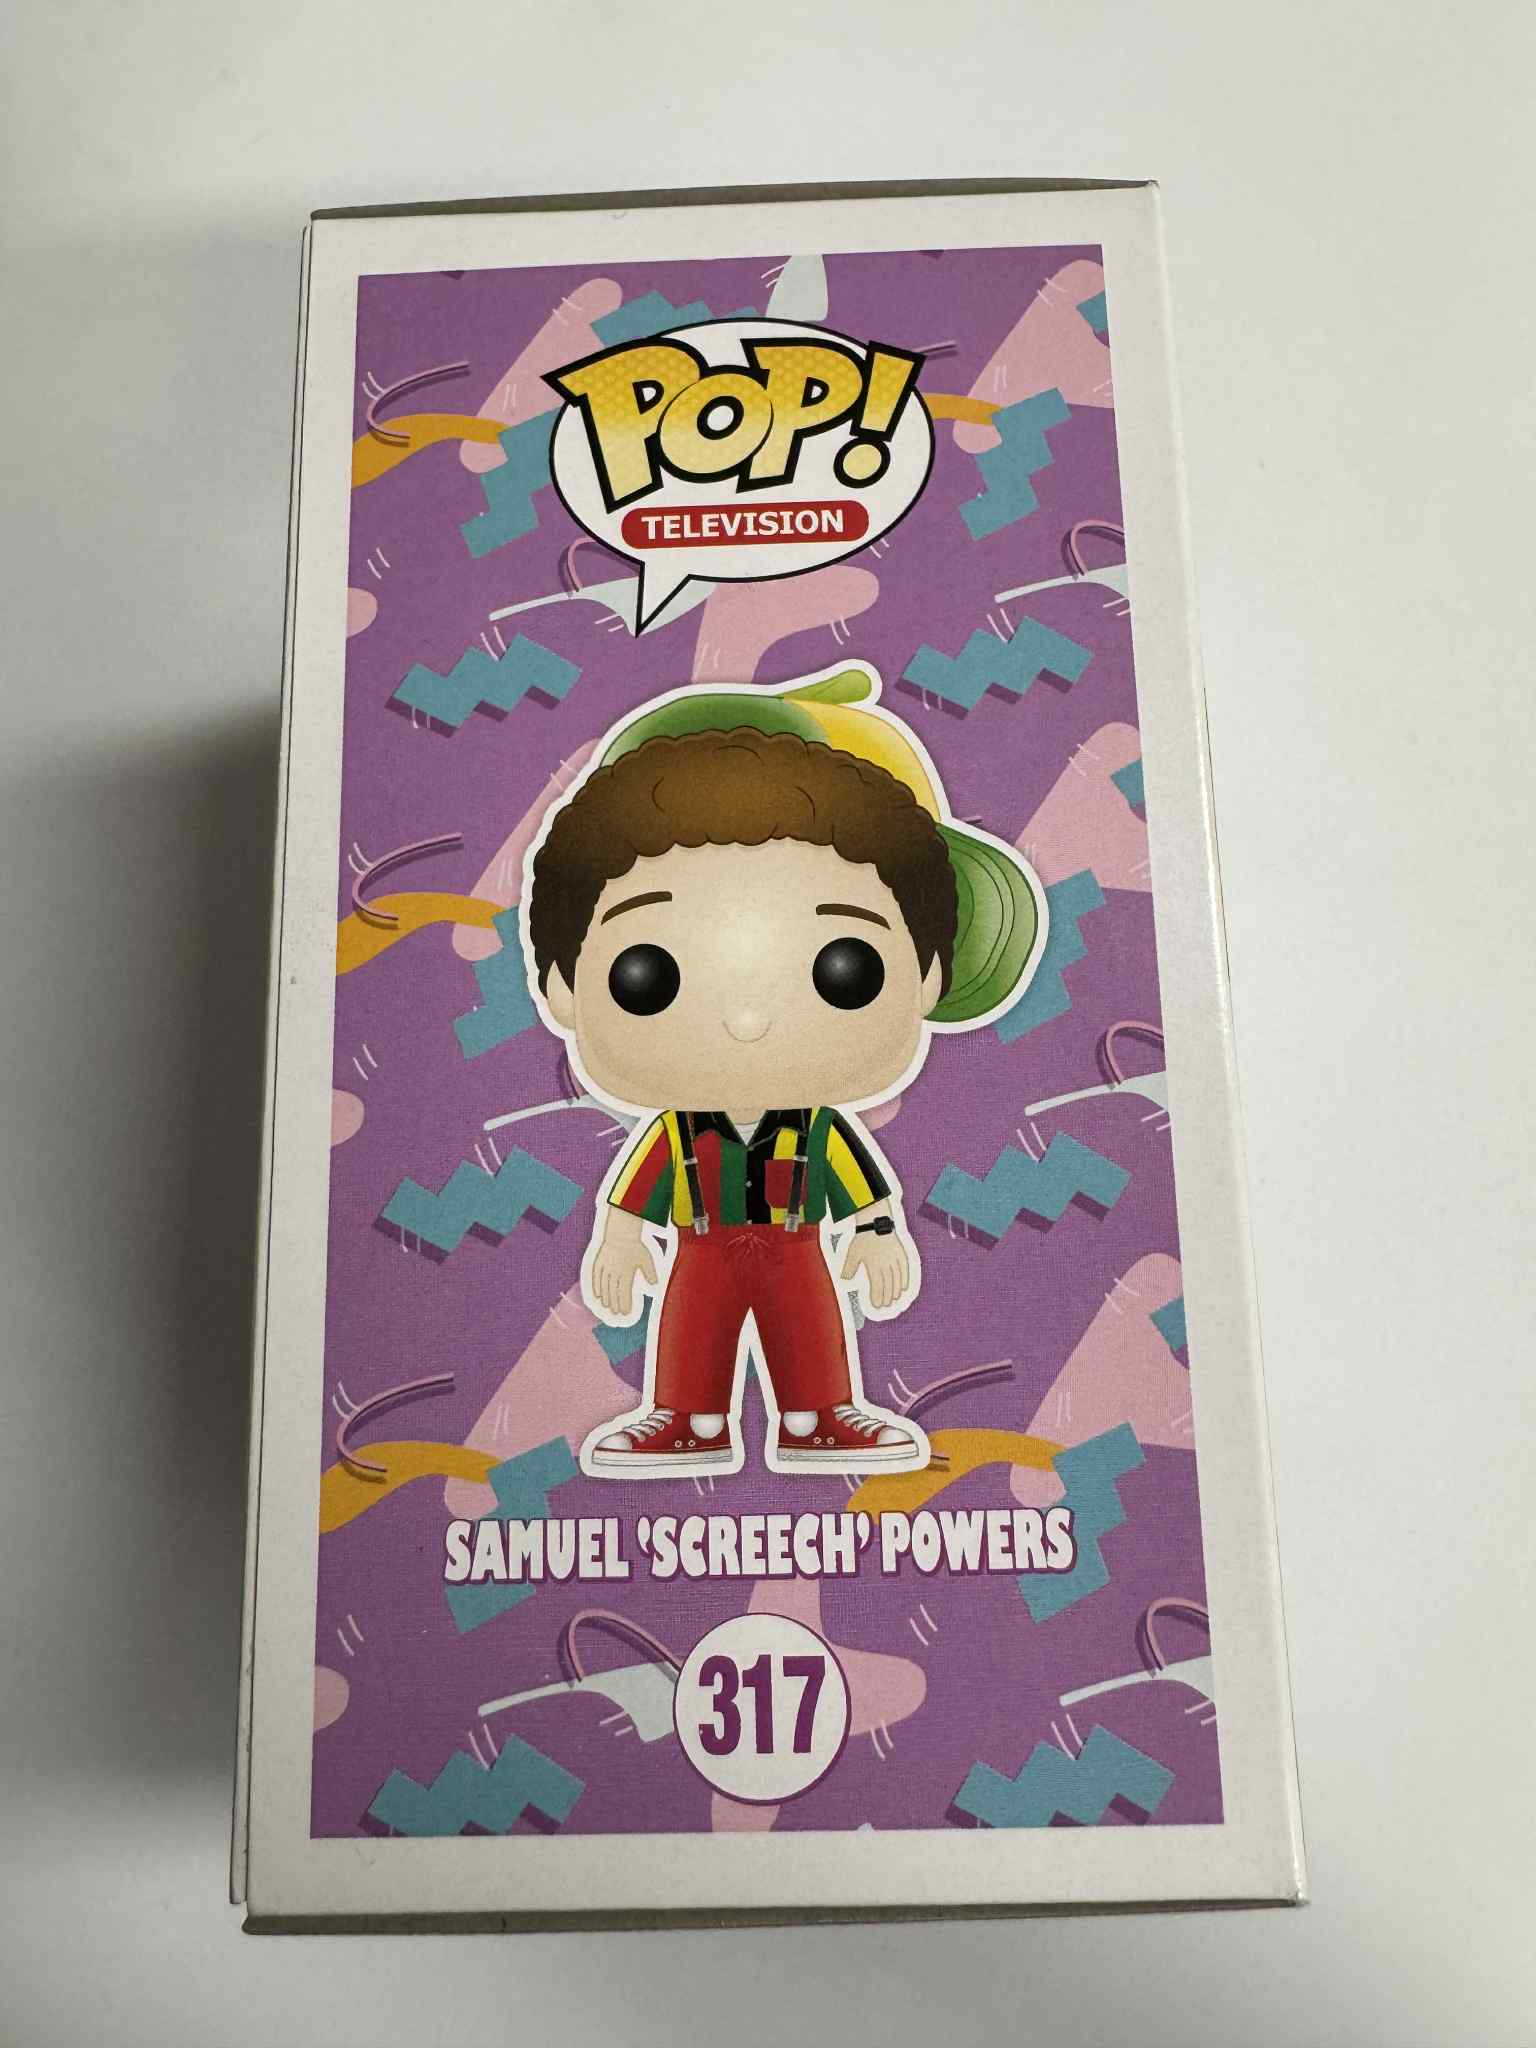 POP!
TELEVISION
SAMUEL 'SCREECH' POWERS
317